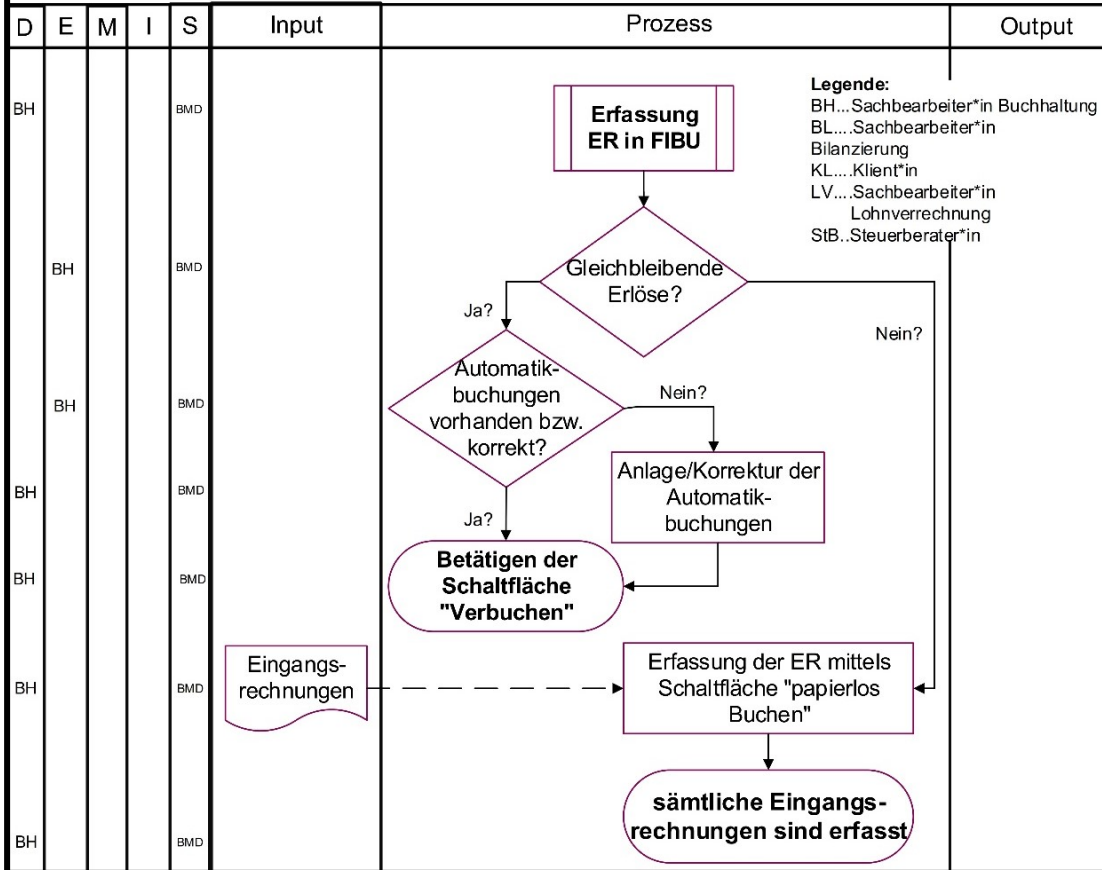 D E M I S Input Prozess Output
Legende:
BH...Sachbearbeiter*in Buchhaltung
BL....Sachbearbeiter*in
Bilanzierung
KL....Klient*in
LV....Sachbearbeiter*in
Lohnverrechnung
StB..Steuerberater*in
BH BMD
Erfassung
ER in FIBU
BH BMD
Gleichbleibende
Erlöse?
Ja?
Nein?
BH BMD
Automatik-
buchungen
vorhanden bzw.
korrekt?
Nein?
BH BMD
Anlage/Korrektur der
Automatik-
buchungen
Ja?
BH BMD
Betätigen der
Schaltfläche
"Verbuchen"
BH BMD
Eingangs-
rechnungen
Erfassung der ER mittels
Schaltfläche "papierlos
Buchen"
BH BMD
sämtliche Eingangs-
rechnungen sind erfasst